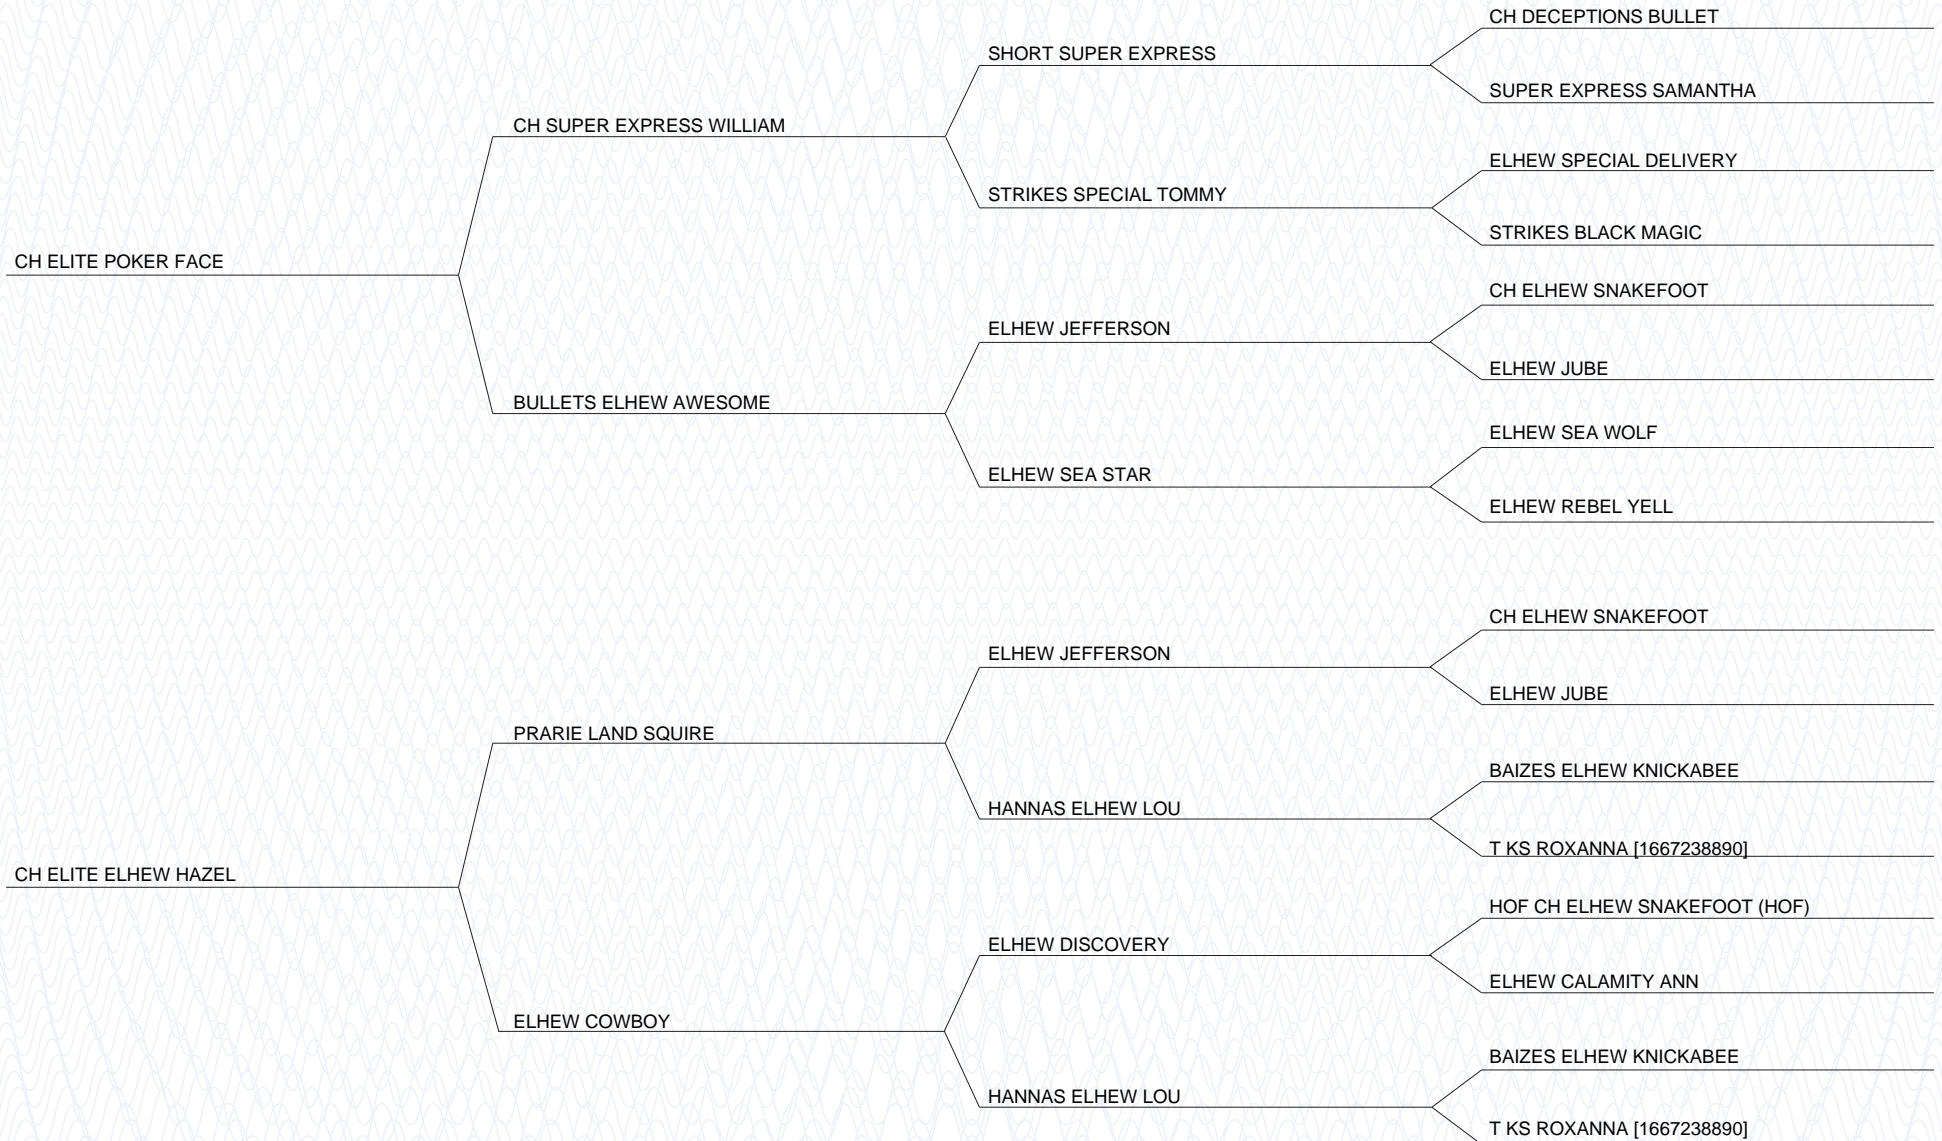 CH DECEPTIONS BULLET
SHORT SUPER EXPRESS
SUPER EXPRESS SAMANTHA
CH SUPER EXPRESS WILLIAM
ELHEW SPECIAL DELIVERY
STRIKES SPECIAL TOMMY
STRIKES BLACK MAGIC
CH ELITE POKER FACE
CH ELHEW SNAKEFOOT
ELHEW JEFFERSON
ELHEW JUBE
BULLETS ELHEW AWESOME
ELHEW SEA WOLF
ELHEW SEA STAR
ELHEW REBEL YELL
CH ELHEW SNAKEFOOT
ELHEW JEFFERSON
ELHEW JUBE
PRARIE LAND SQUIRE
BAIZES ELHEW KNICKABEE
HANNAS ELHEW LOU
T KS ROXANNA [1667238890]
CH ELITE ELHEW HAZEL
HOF CH ELHEW SNAKEFOOT (HOF)
ELHEW DISCOVERY
ELHEW CALAMITY ANN
ELHEW COWBOY
BAIZES ELHEW KNICKABEE
HANNAS ELHEW LOU
T KS ROXANNA [1667238890]